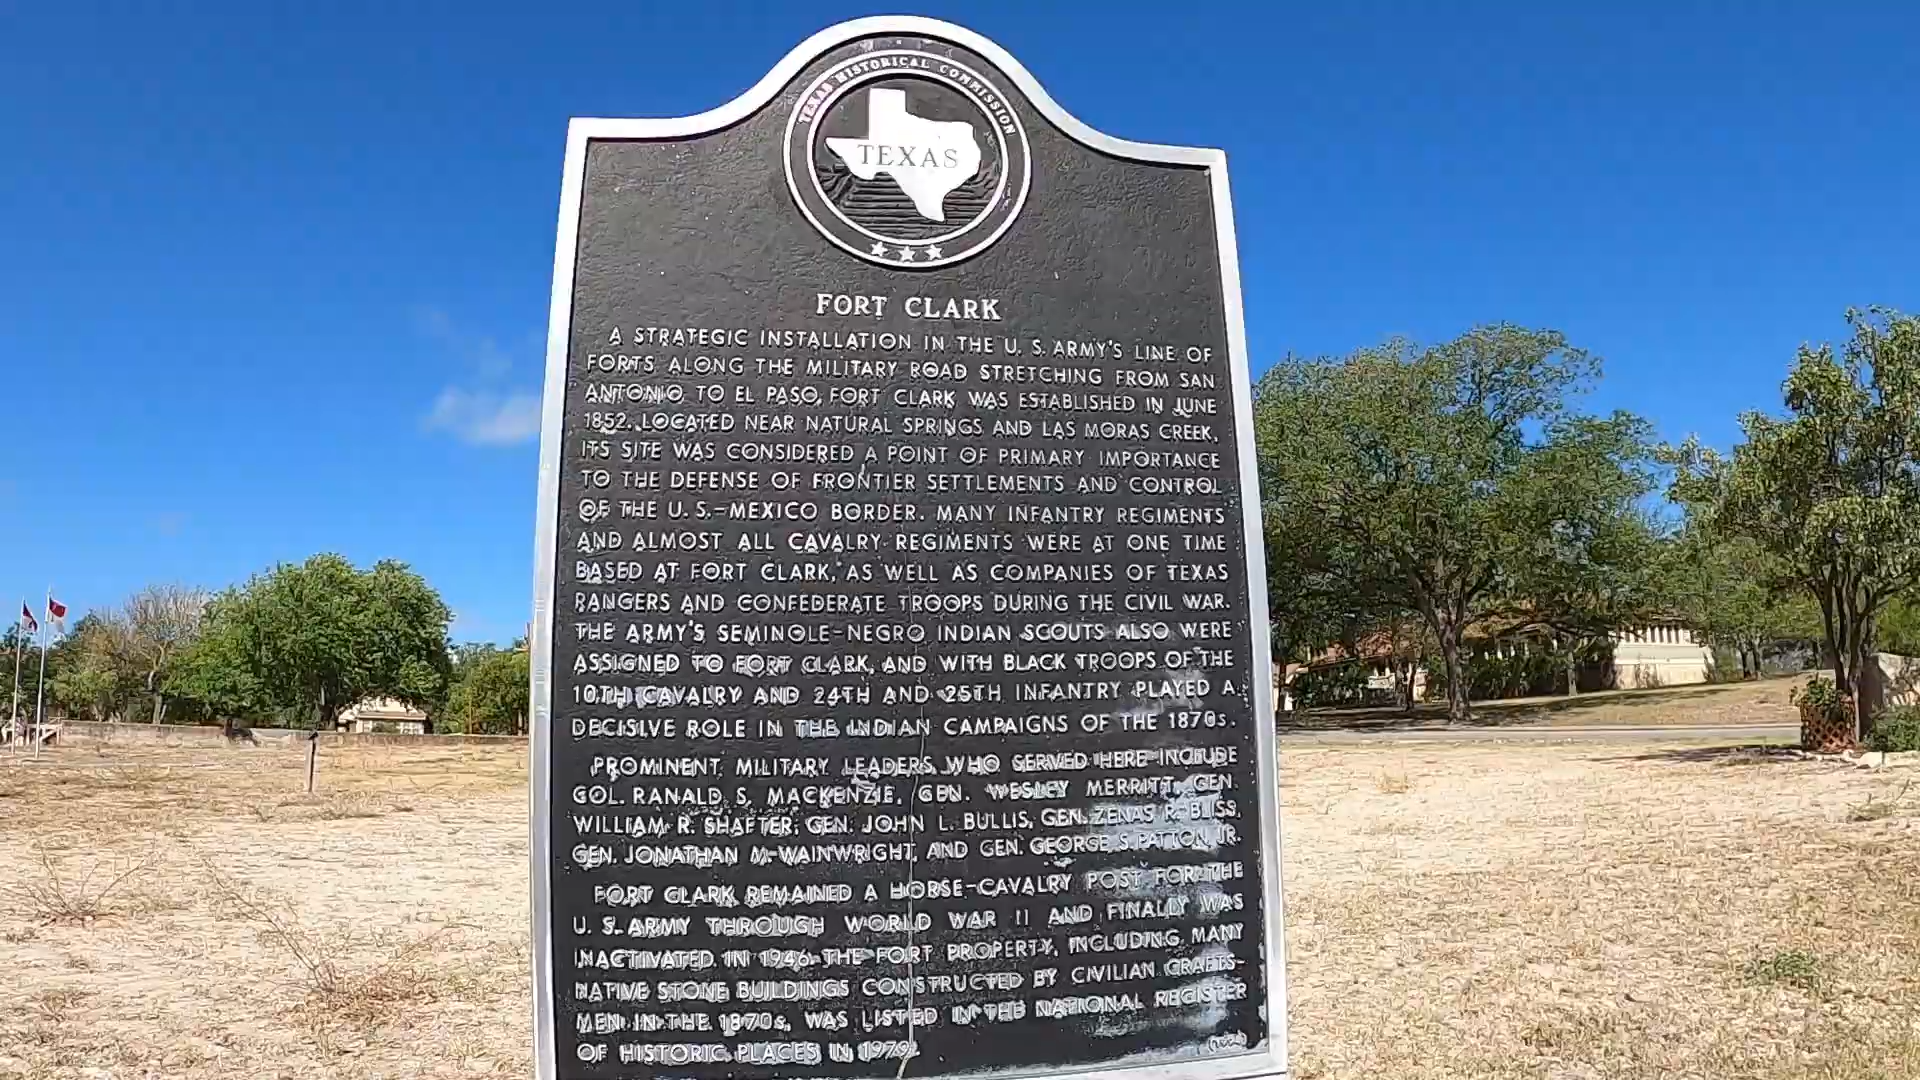 TEXAS HISTORICAL COMMISSION
TEXAS
FORT CLARK
A STRATEGIC INSTALLATION IN THE U. S. ARMY'S LINE OF
FORTS ALONG THE MILITARY ROAD STRETCHING FROM SAN
ANTONIO TO EL PASO, FORT CLARK WAS ESTABLISHED IN JUNE
1852. LOCATED NEAR NATURAL SPRINGS AND LAS MORAS CREEK,
ITS SITE WAS CONSIDERED A POINT OF PRIMARY IMPORTANCE
TO THE DEFENSE OF FRONTIER SETTLEMENTS AND CONTROL
OF THE U. S.-MEXICO BORDER. MANY INFANTRY REGIMENTS
AND ALMOST ALL CAVALRY REGIMENTS WERE AT ONE TIME
BASED AT FORT CLARK, AS WELL AS COMPANIES OF TEXAS
RANGERS AND CONFEDERATE TROOPS DURING THE CIVIL WAR.
THE ARMY'S SEMINOLE-NEGRO INDIAN SCOUTS ALSO WERE
ASSIGNED TO FORT CLARK, AND WITH BLACK TROOPS OF THE
10TH CAVALRY AND 24TH AND 25TH INFANTRY PLAYED A
DECISIVE ROLE IN THE INDIAN CAMPAIGNS OF THE 1870s.
PROMINENT MILITARY LEADERS WHO SERVED HERE INCLUDE
COL. RANALD S. MACKENZIE, GEN. WESLEY MERRITT, GEN.
WILLIAM R. SHAFTER, GEN. JOHN L. BULLIS, GEN. ZENAS R. BLISS,
GEN. JONATHAN M. WAINWRIGHT, AND GEN. GEORGE S. PATTON, JR.
FORT CLARK REMAINED A HORSE-CAVALRY POST FOR THE
U. S. ARMY THROUGH WORLD WAR II AND FINALLY WAS
INACTIVATED IN 1946. THE FORT PROPERTY, INCLUDING MANY
NATIVE STONE BUILDINGS CONSTRUCTED BY CIVILIAN CRAFTS-
MEN IN THE 1870s, WAS LISTED IN THE NATIONAL REGISTER
OF HISTORIC PLACES IN 1979.